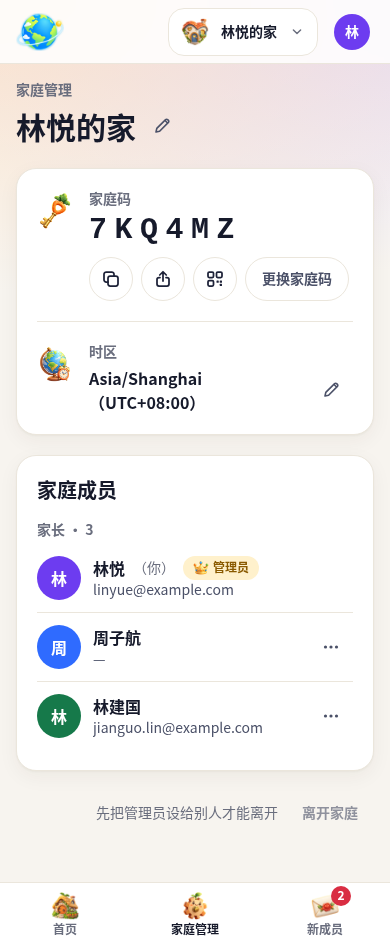 林悦的家
林
家庭管理
林悦的家
家庭码
7KQ4MZ
更换家庭码
时区
Asia/Shanghai
（UTC+08:00）
家庭成员
家长 · 3
林
林悦 （你） 管理员
linyue@example.com
周
周子航
—
林
林建国
jianguo.lin@example.com
先把管理员设给别人才能离开 离开家庭
2
首页 家庭管理 新成员